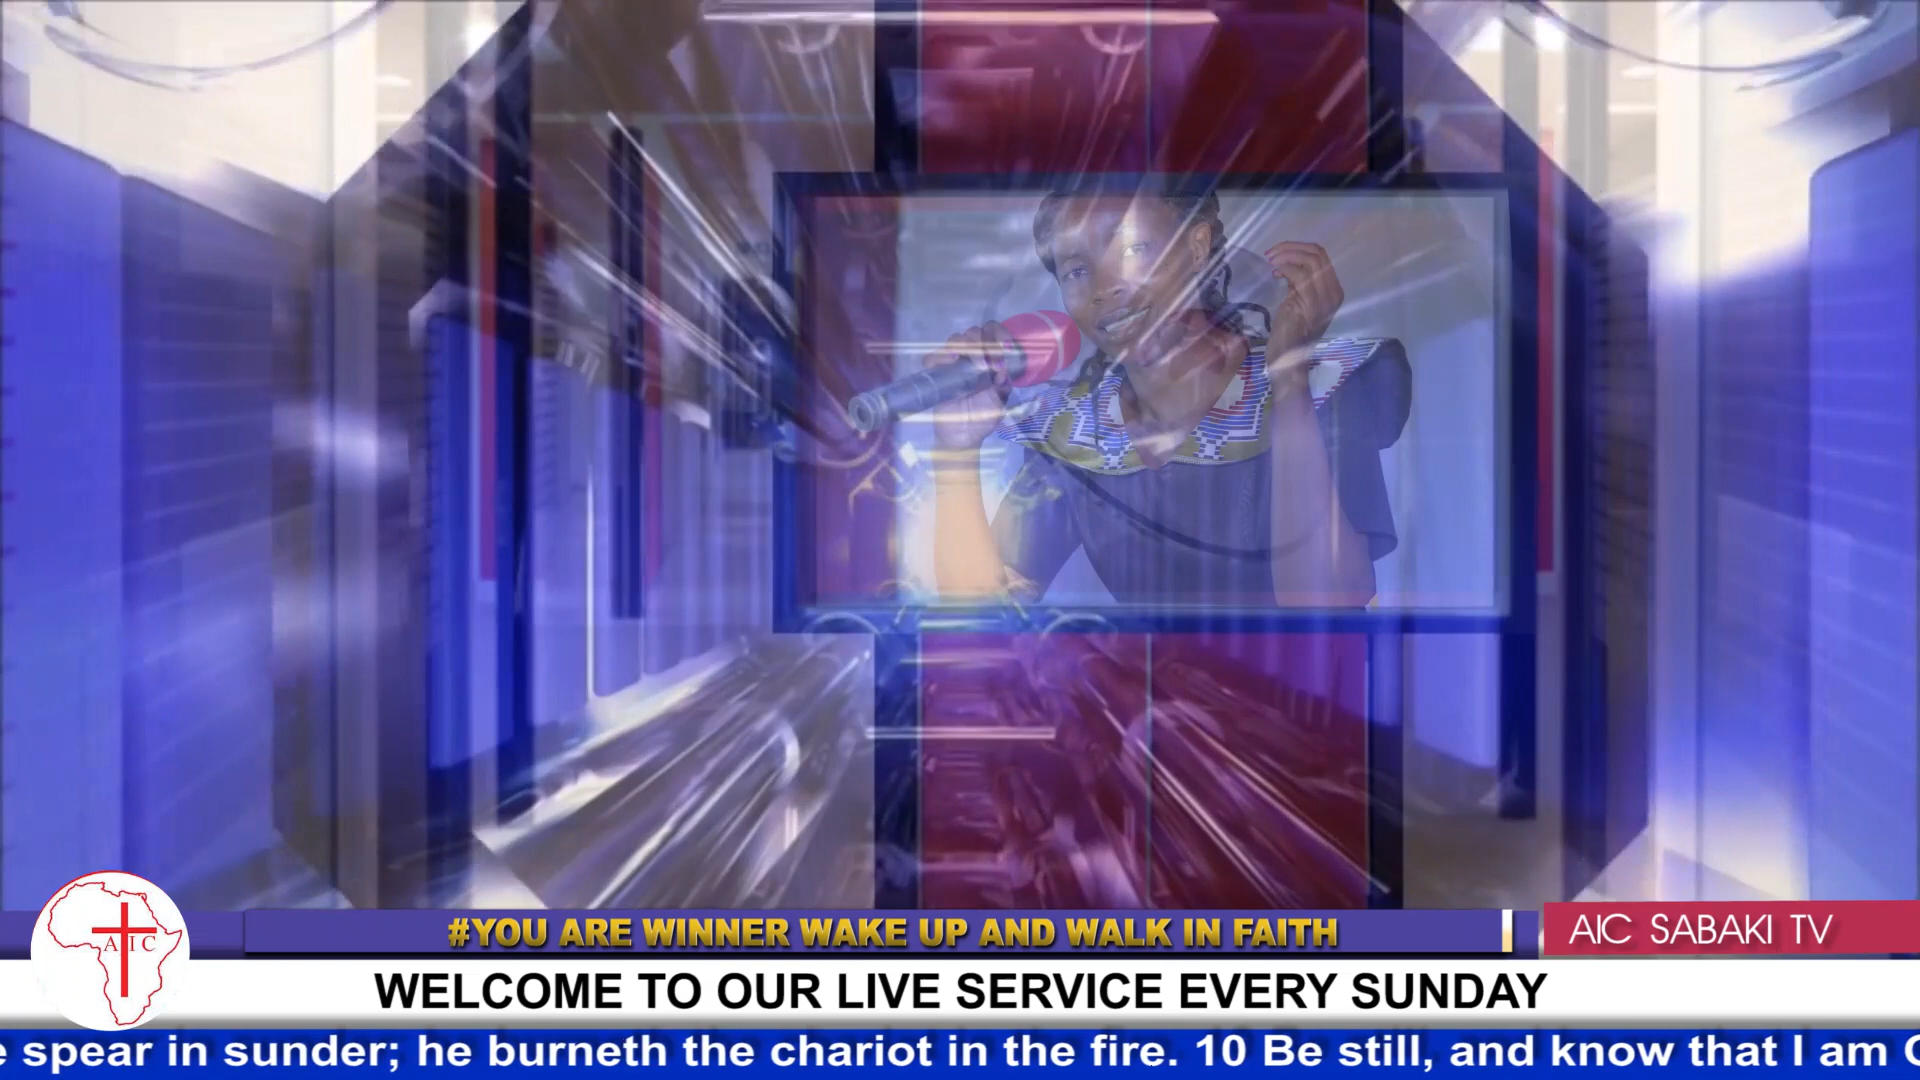 #YOU ARE WINNER WAKE UP AND WALK IN FAITH
AIC SABAKI TV
AIC
WELCOME TO OUR LIVE SERVICE EVERY SUNDAY
spear in sunder; he burneth the chariot in the fire. 10 Be still, and know that I am